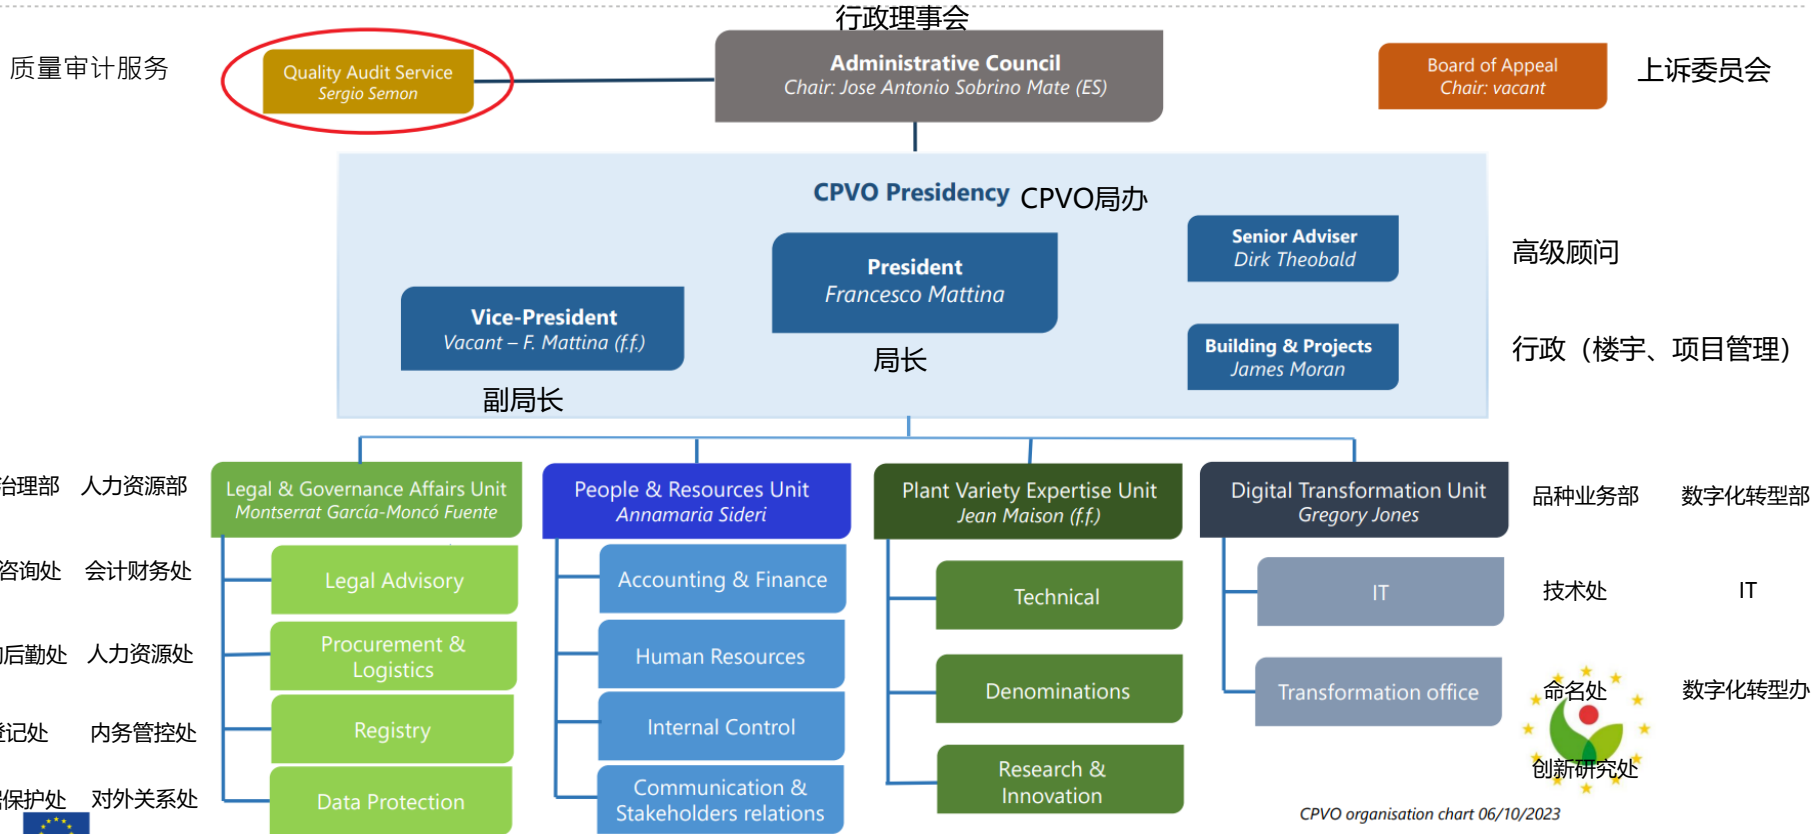 行政理事会
质量审计服务
Quality Audit Service
Sergio Semon
Administrative Council
Chair: Jose Antonio Sobrino Mate (ES)
Board of Appeal
Chair: vacant
上诉委员会
CPVO Presidency CPVO局办
President
Francesco Mattina
局长
Vice-President
Vacant – F. Mattina (f.f.)
副局长
Senior Adviser
Dirk Theobald
高级顾问
Building & Projects
James Moran
行政（楼宇、项目管理）
治理部 人力资源部
Legal & Governance Affairs Unit
Montserrat García-Moncó Fuente
People & Resources Unit
Annamaria Sideri
Plant Variety Expertise Unit
Jean Maison (f.f.)
Digital Transformation Unit
Gregory Jones
品种业务部 数字化转型部
咨询处 会计财务处
Legal Advisory
Accounting & Finance
Technical
IT
技术处 IT
后勤处 人力资源处
Procurement &
Logistics
Human Resources
Denominations
Transformation office
命名处 数字化转型办
登记处 内务管控处
Registry
Internal Control
Research &
Innovation
创新研究处
保护处 对外关系处
Data Protection
Communication &
Stakeholders relations
CPVO organisation chart 06/10/2023